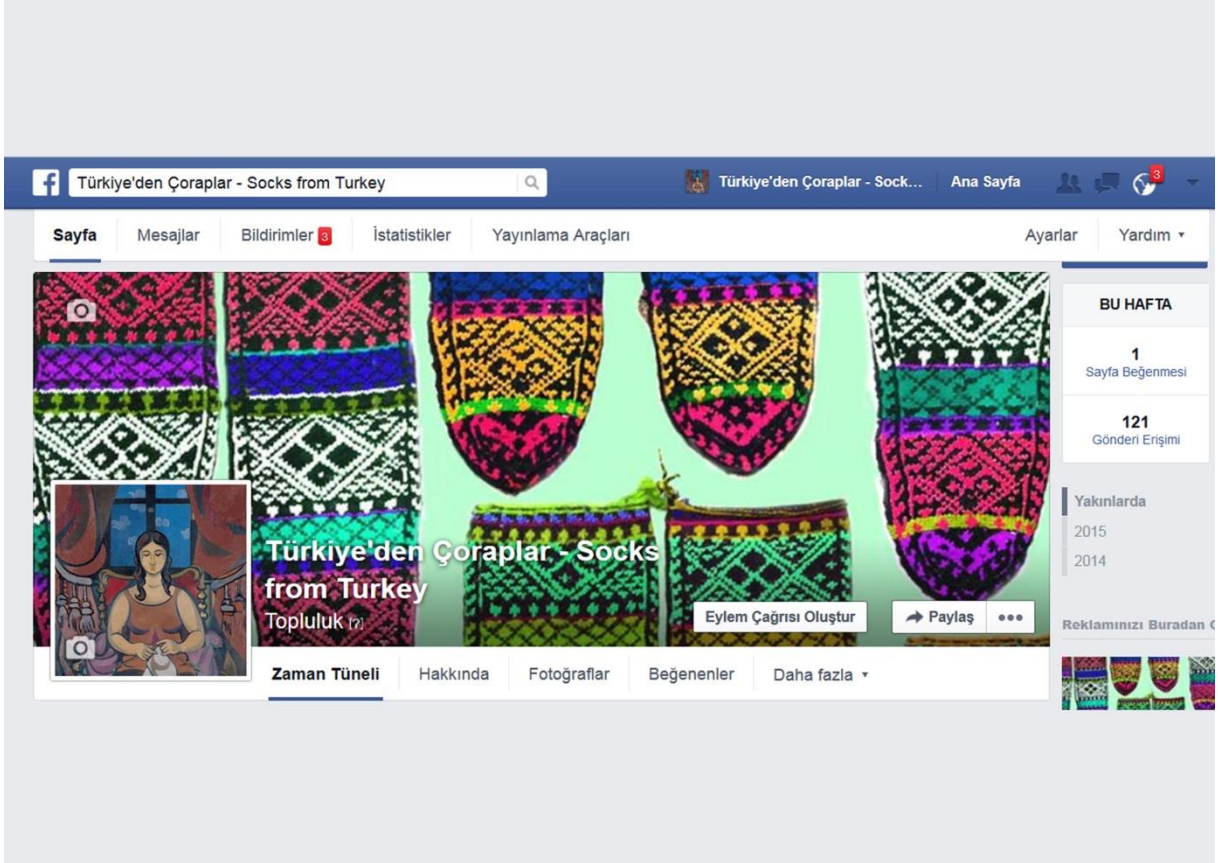 Türkiye'den Çoraplar - Socks from Turkey
Türkiye'den Çoraplar - Sock...
Ana Sayfa
3
Sayfa
Mesajlar
Bildirimler 3
İstatistikler
Yayınlama Araçları
Ayarlar
Yardım
BU HAFTA
1
Sayfa Beğenmesi
121
Gönderi Erişimi
Yakınlarda
2015
2014
Türkiye'den Çoraplar - Socks
from Turkey
Topluluk [?]
Eylem Çağrısı Oluştur
Paylaş
Reklamınızı Buradan
Zaman Tüneli
Hakkında
Fotoğraflar
Beğenenler
Daha fazla